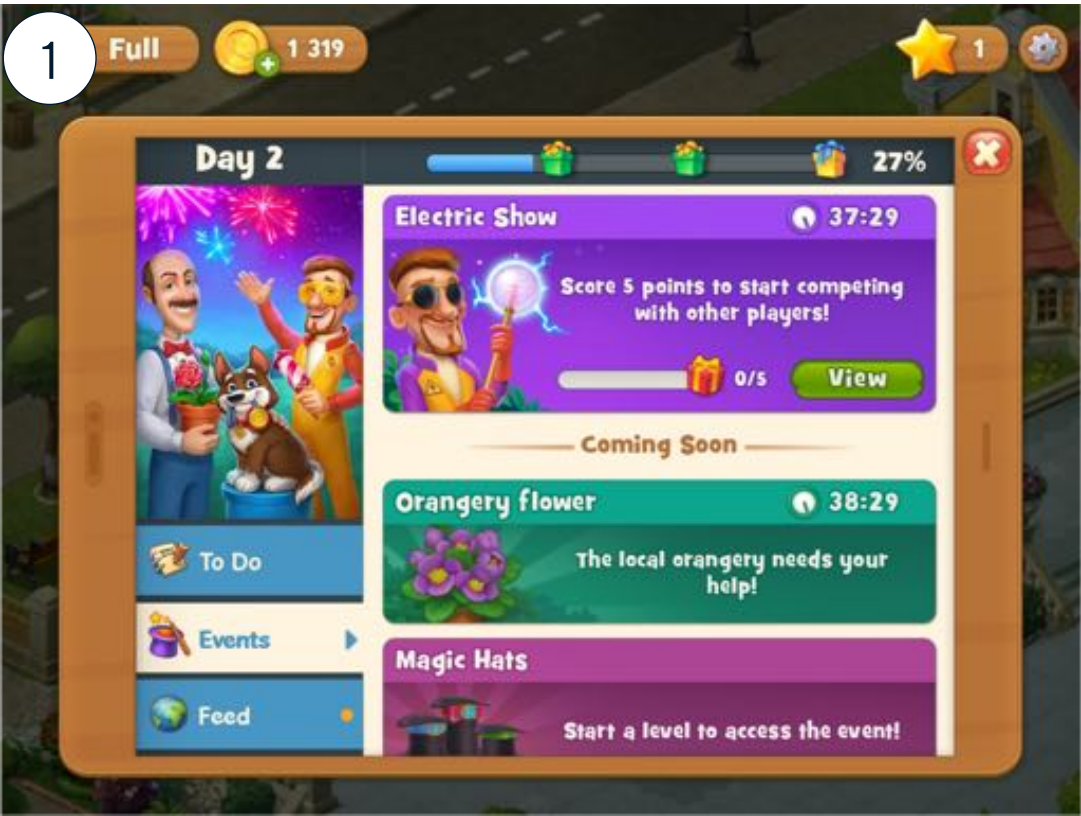 1
Full
1 319
1
Day 2
27%
Electric Show
37:29
Score 5 points to start competing
with other players!
0/5
View
Coming Soon
Orangery flower
38:29
The local orangery needs your
help!
Magic Hats
Start a level to access the event!
To Do
Events
Feed